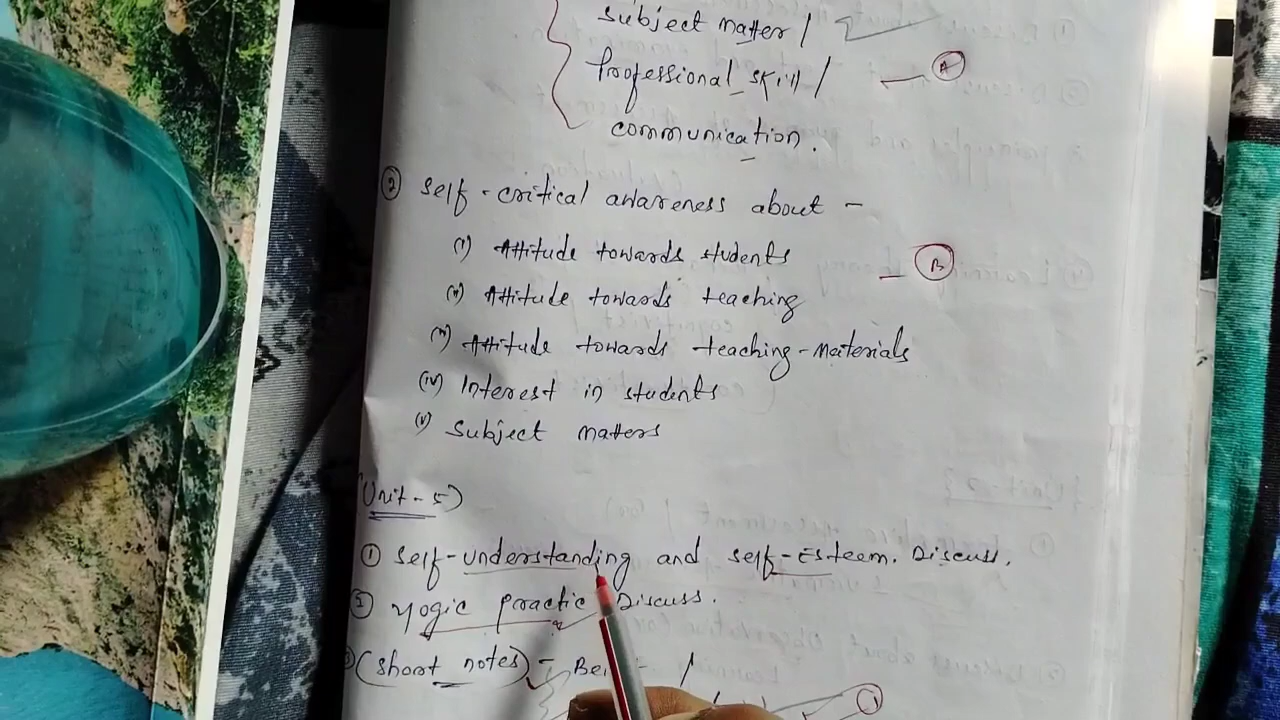 subject matter /
Professional skill /
A
communication.
② Self-critical awareness about -
(i) Attitude towards students
B
(ii) Attitude towards teaching
(iii) Attitude towards teaching-materials
(iv) Interest in students
(v) Subject matters
(Unit-5)
① Self-understanding and self-Esteem. Discuss.
② Yogic practic Discuss.
(short notes) -
①